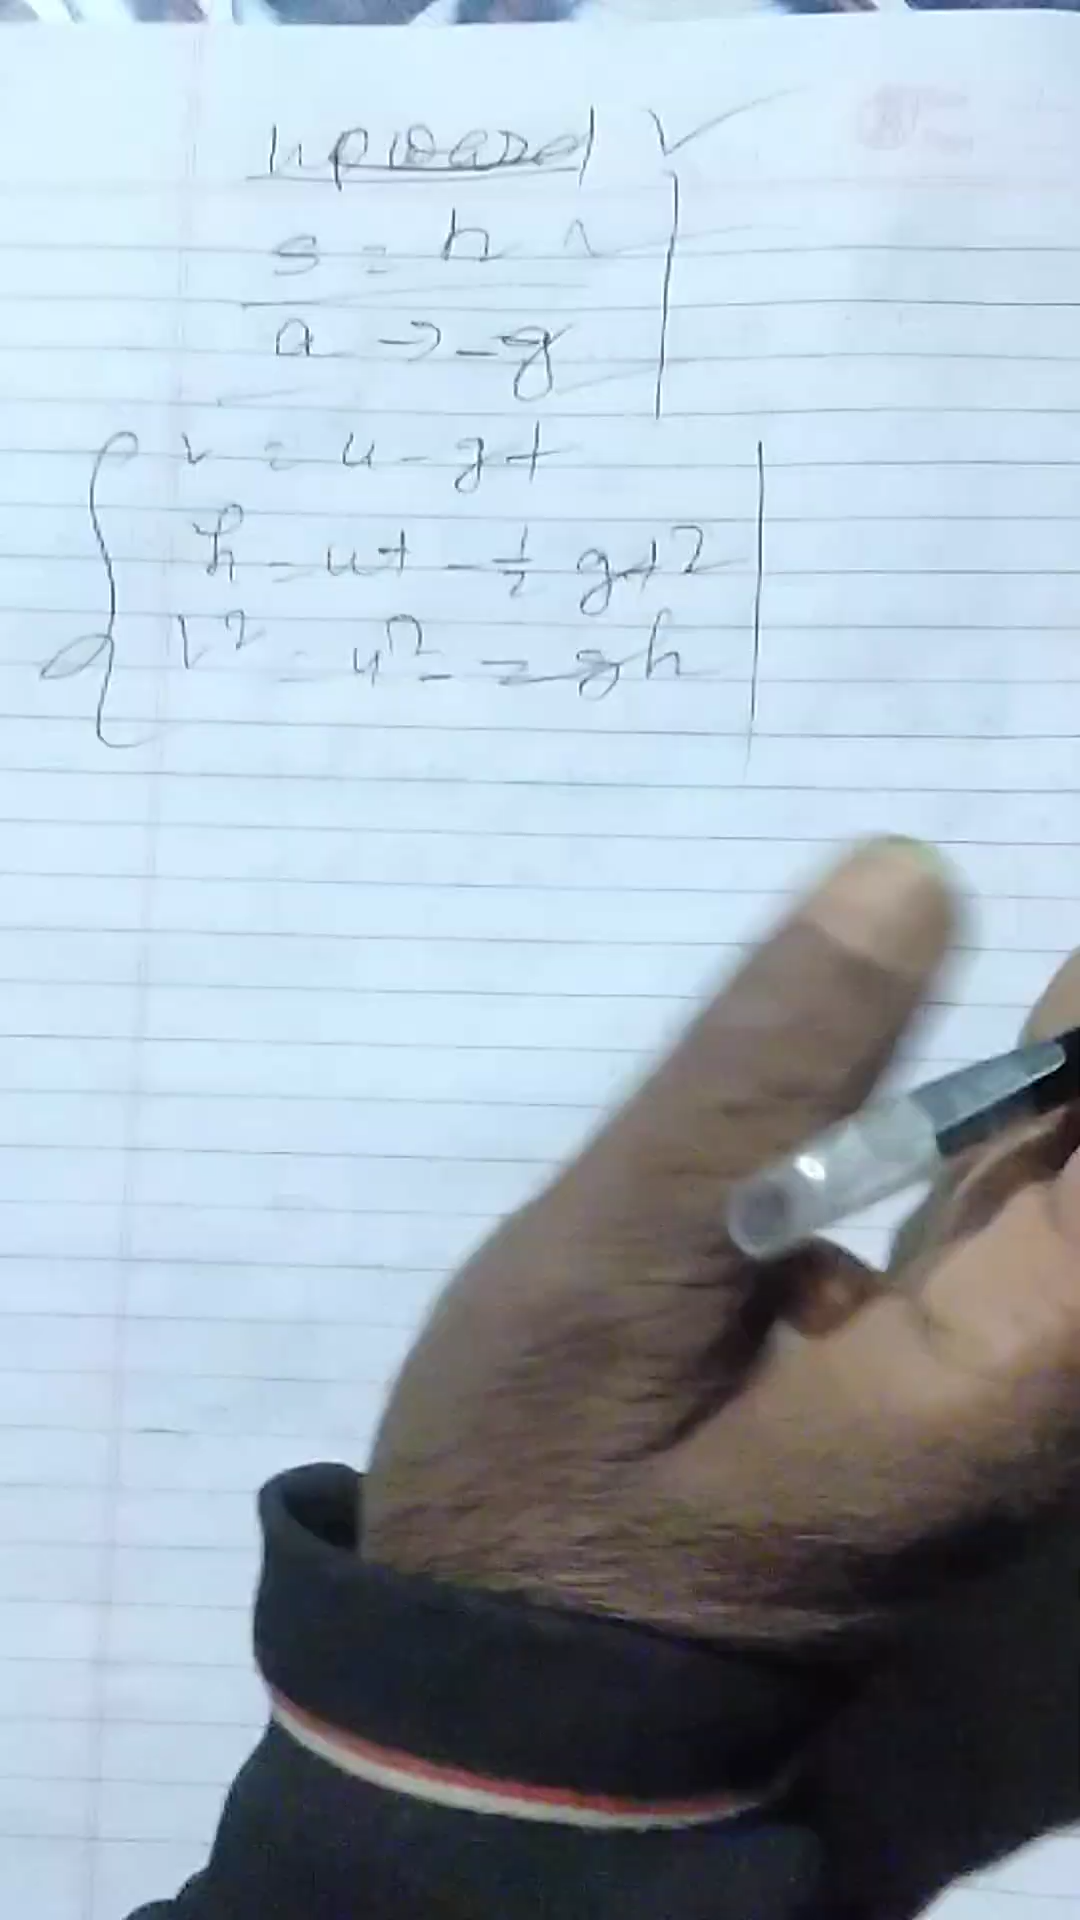 upward ✓
s = h
a → -g
v = u - gt
h = ut - 1/2 gt²
v² = u² - 2gh